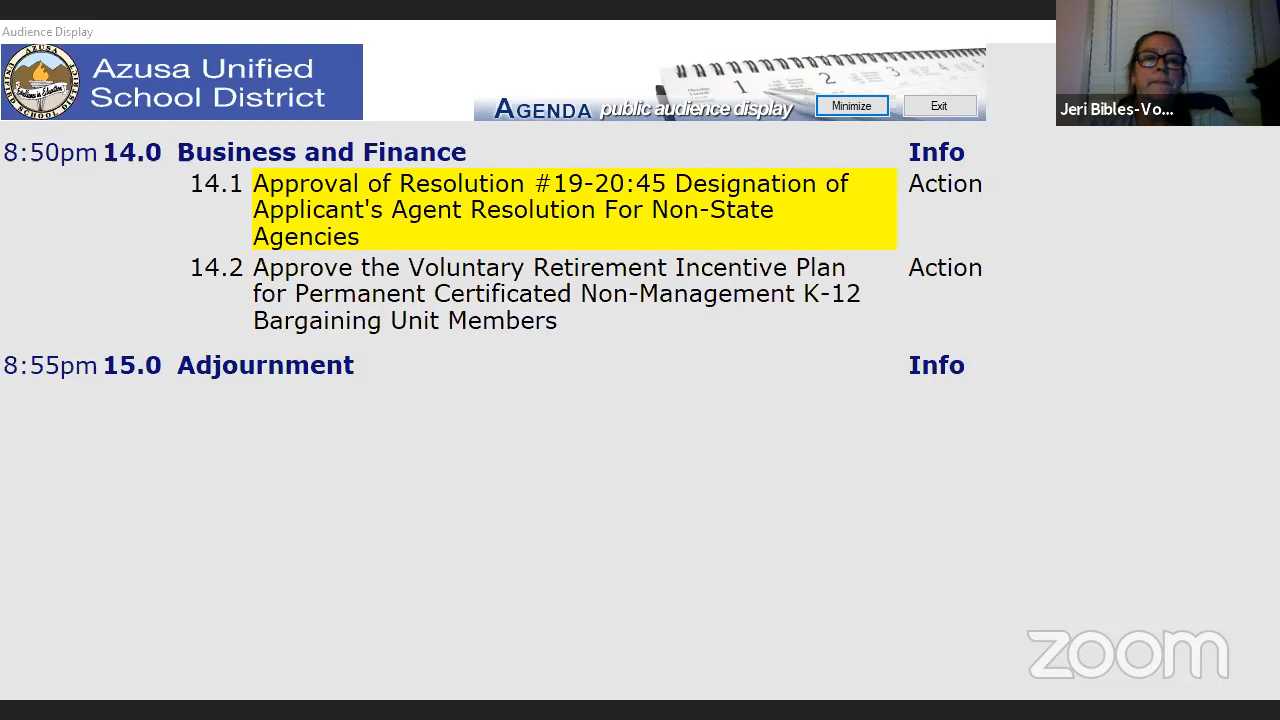 Audience Display
Azusa Unified
School District
AGENDA public audience display
Minimize
Exit
Jeri Bibles-Vo...
8:50pm 14.0 Business and Finance Info
14.1 Approval of Resolution #19-20:45 Designation of Action
Applicant's Agent Resolution For Non-State
Agencies
14.2 Approve the Voluntary Retirement Incentive Plan Action
for Permanent Certificated Non-Management K-12
Bargaining Unit Members
8:55pm 15.0 Adjournment Info
zoom